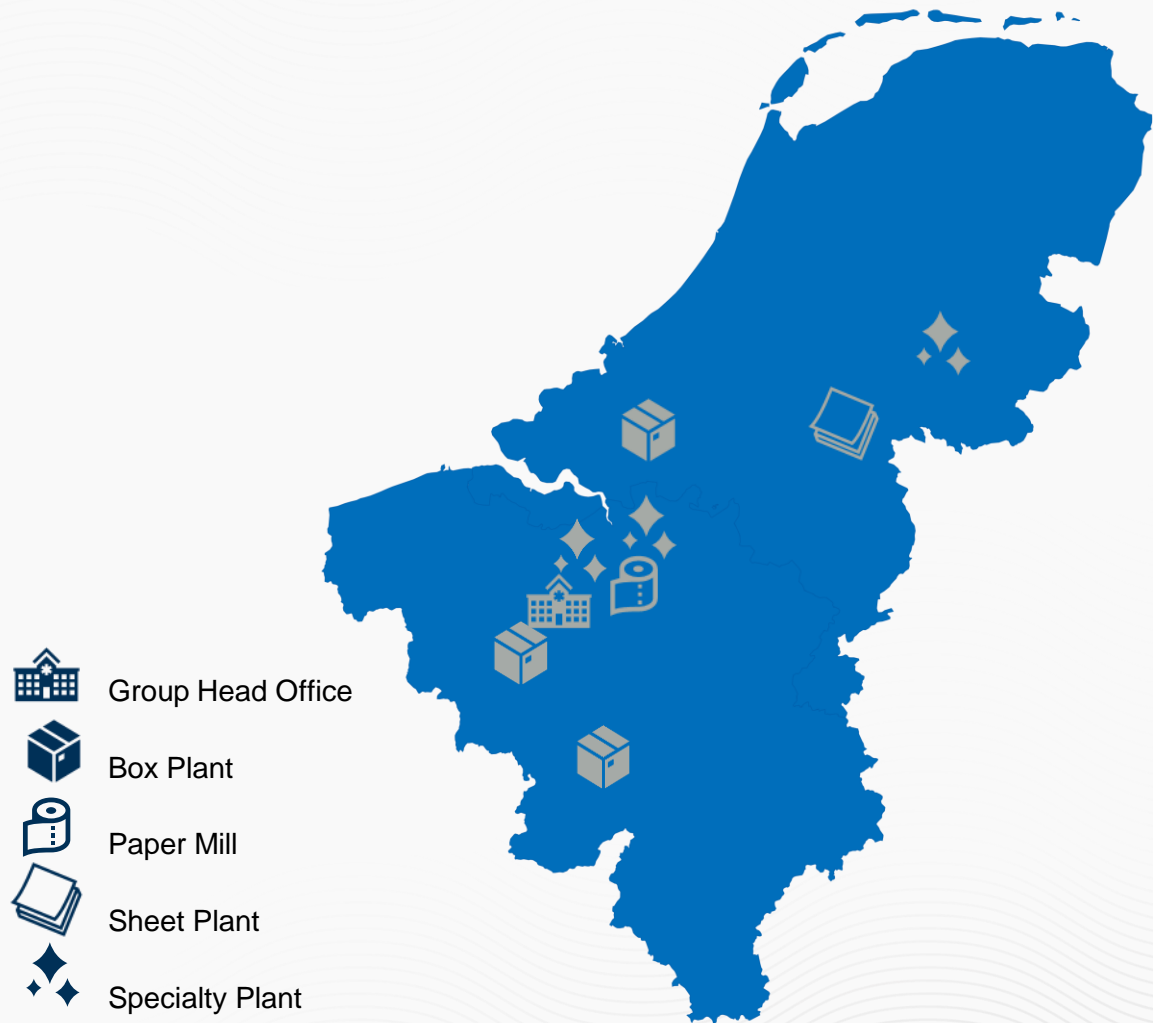 Group Head Office
Box Plant
Paper Mill
Sheet Plant
Specialty Plant